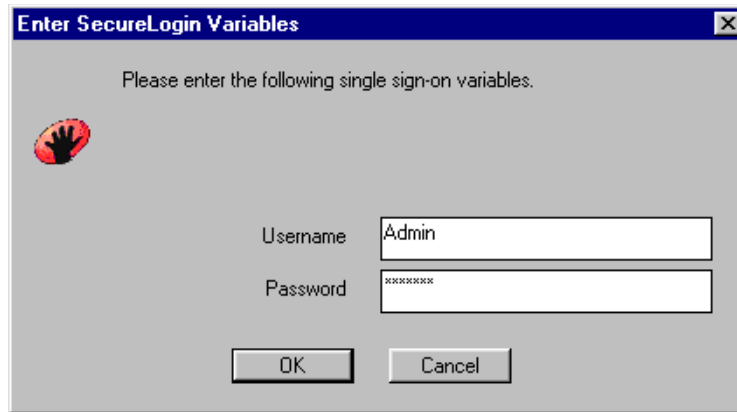 Enter SecureLogin Variables
Please enter the following single sign-on variables.
Username Admin
Password *******
OK Cancel